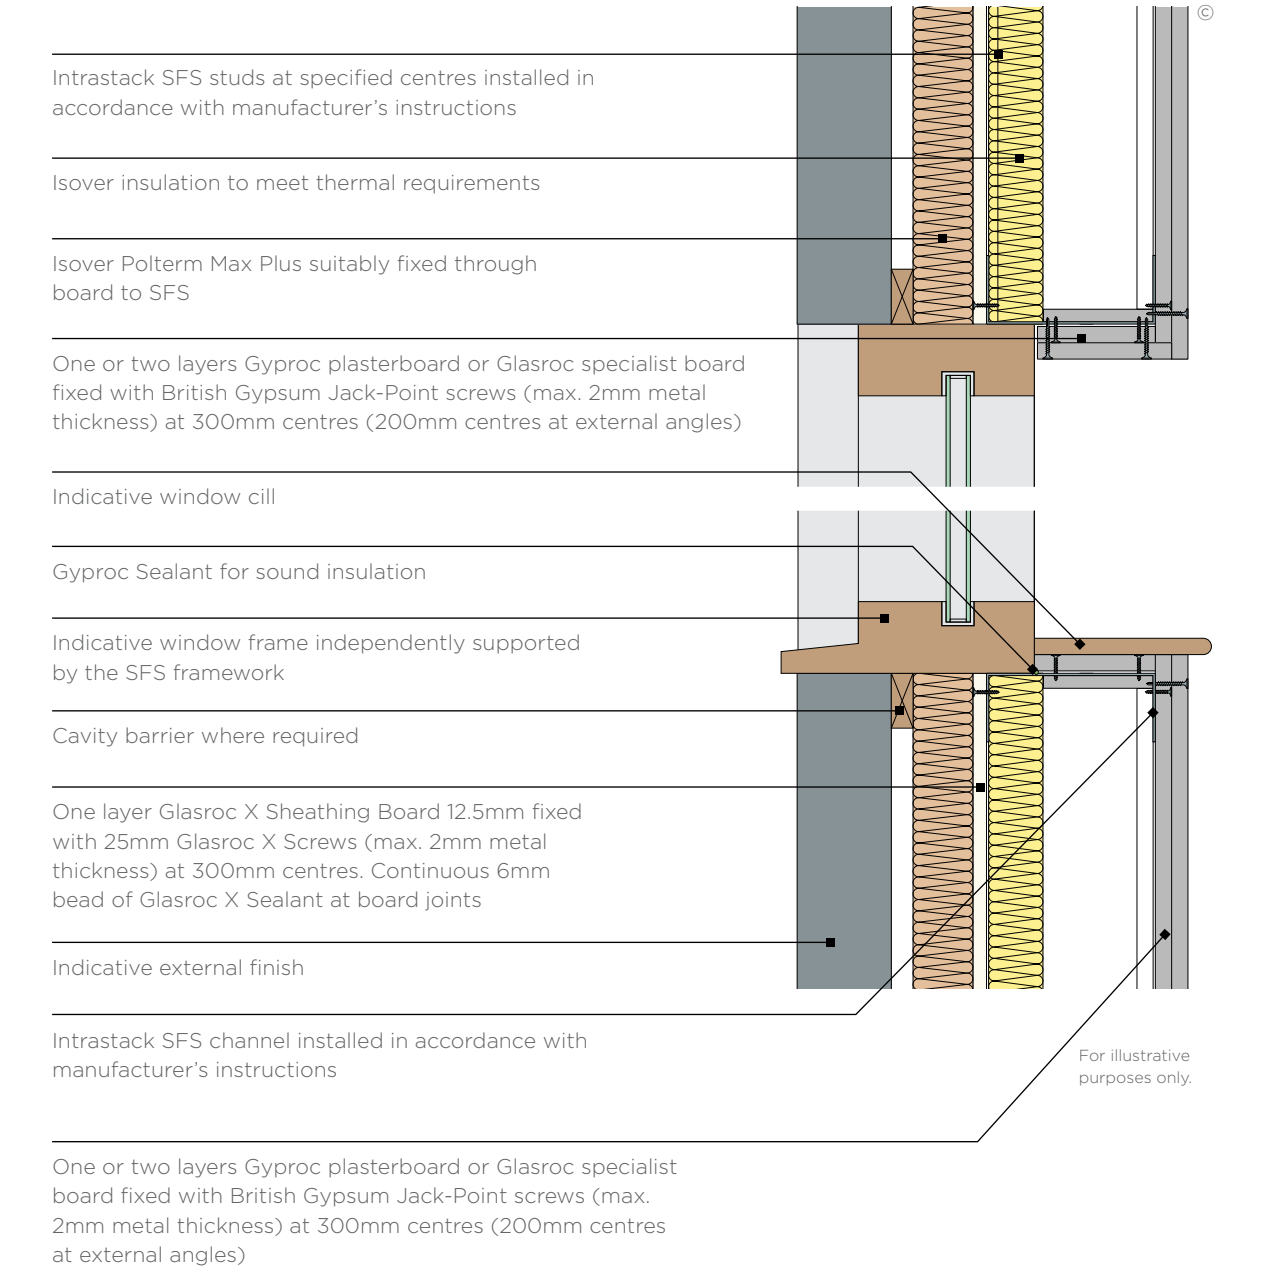 ©
Intrastack SFS studs at specified centres installed in
accordance with manufacturer’s instructions
Isover insulation to meet thermal requirements
Isover Polterm Max Plus suitably fixed through
board to SFS
One or two layers Gyproc plasterboard or Glasroc specialist board
fixed with British Gypsum Jack-Point screws (max. 2mm metal
thickness) at 300mm centres (200mm centres at external angles)
Indicative window cill
Gyproc Sealant for sound insulation
Indicative window frame independently supported
by the SFS framework
Cavity barrier where required
One layer Glasroc X Sheathing Board 12.5mm fixed
with 25mm Glasroc X Screws (max. 2mm metal
thickness) at 300mm centres. Continuous 6mm
bead of Glasroc X Sealant at board joints
Indicative external finish
Intrastack SFS channel installed in accordance with
manufacturer’s instructions
For illustrative
purposes only.
One or two layers Gyproc plasterboard or Glasroc specialist
board fixed with British Gypsum Jack-Point screws (max.
2mm metal thickness) at 300mm centres (200mm centres
at external angles)